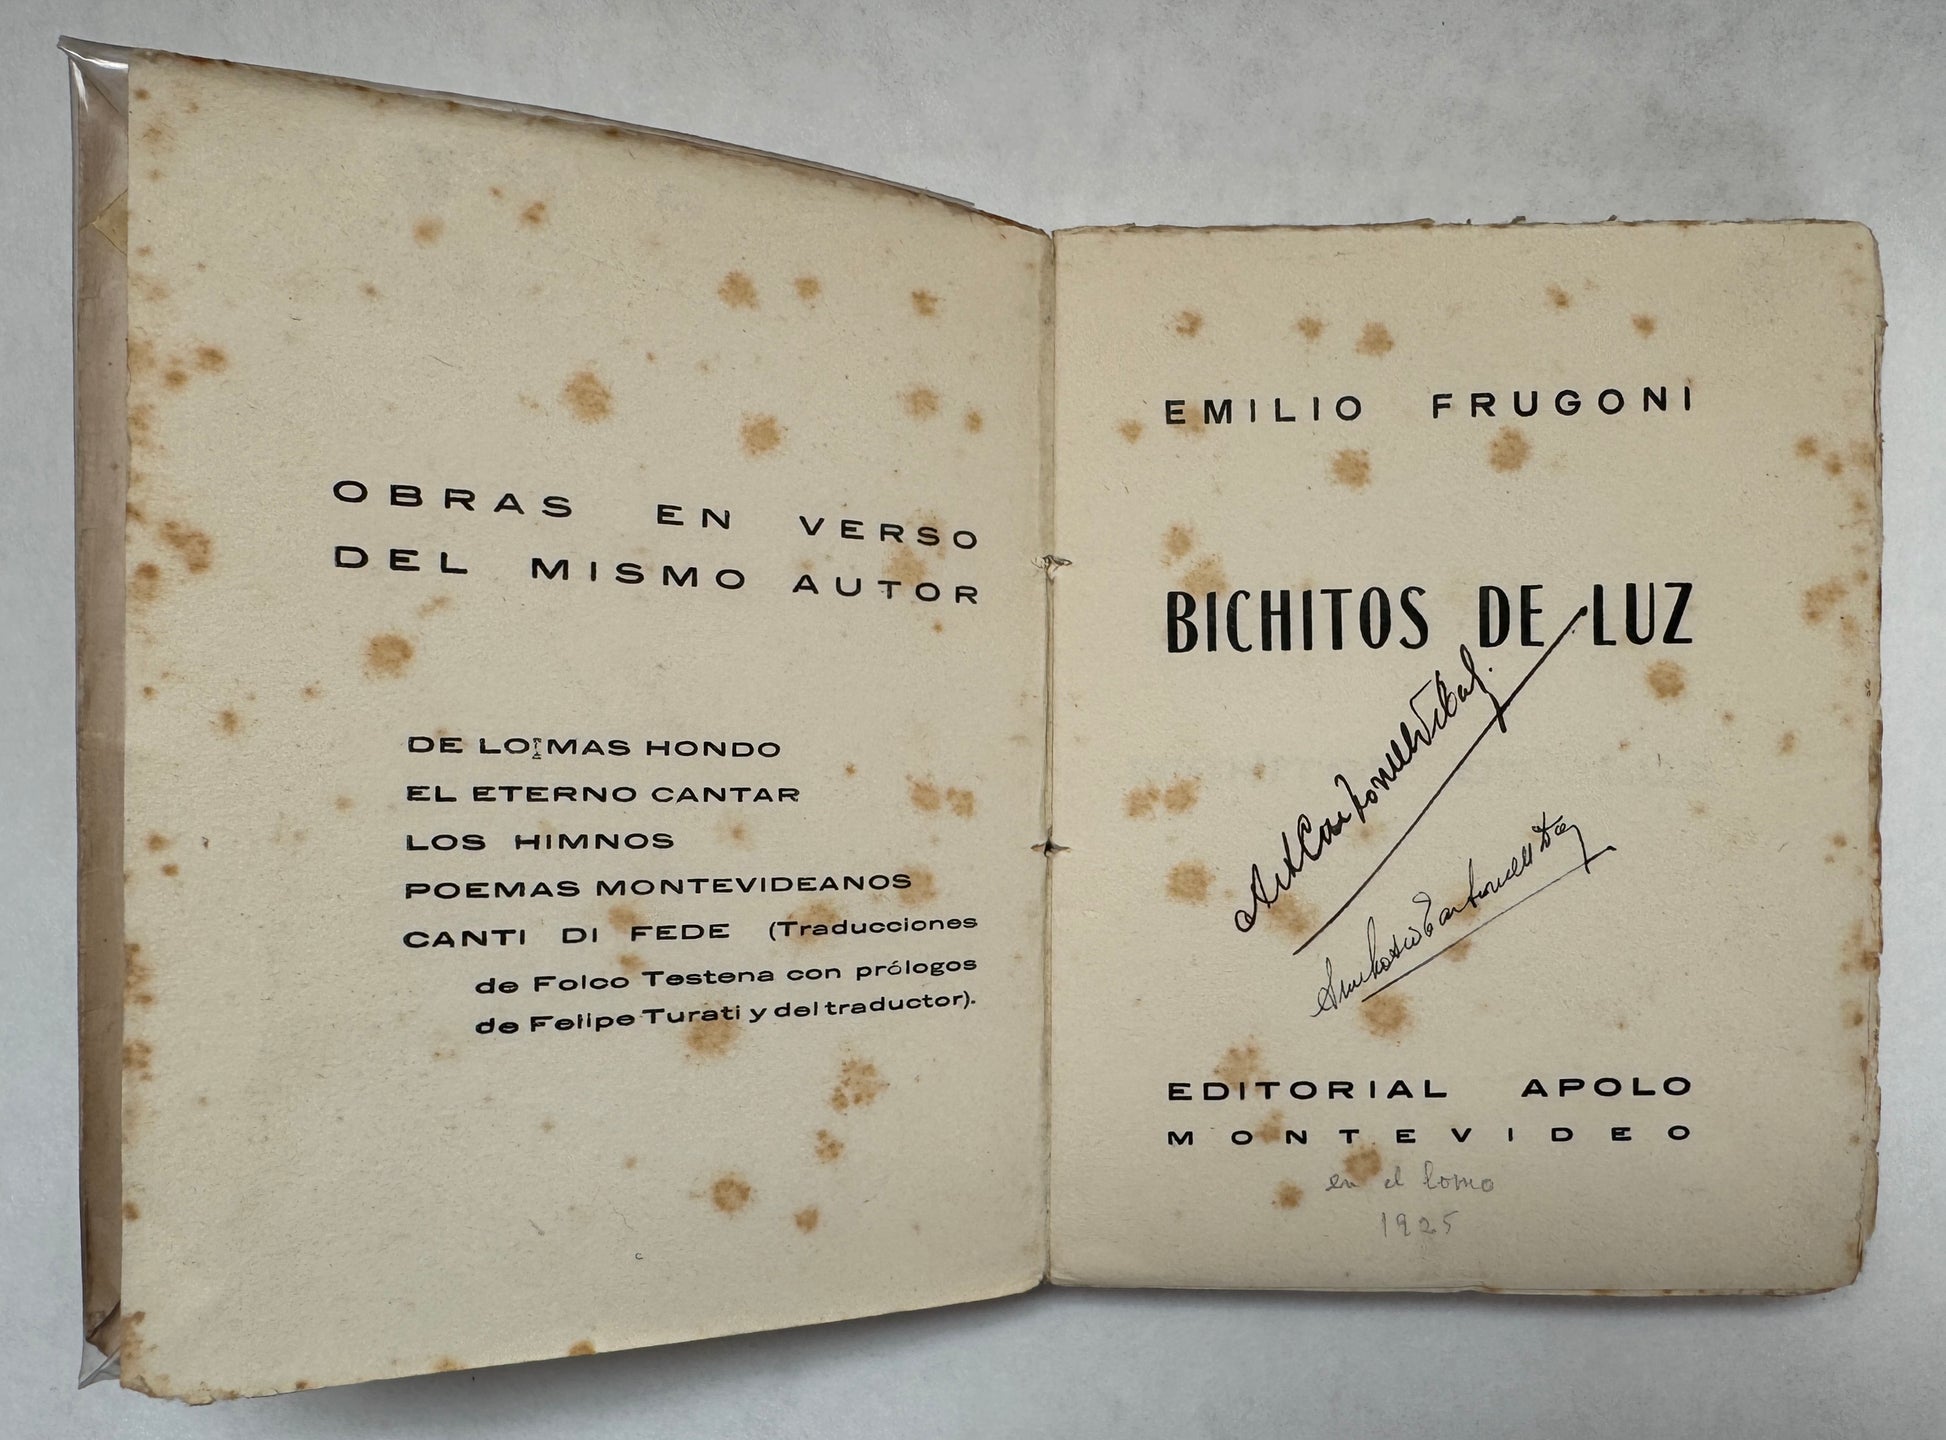 OBRAS EN VERSO
DEL MISMO AUTOR
DE LO MAS HONDO
EL ETERNO CANTAR
LOS HIMNOS
POEMAS MONTEVIDEANOS
CANTI DI FEDE (Traducciones
de Folco Testena con prólogos
de Felipe Turati y del traductor).
EMILIO FRUGONI
BICHITOS DE LUZ
EDITORIAL APOLO
MONTEVIDEO
en el lomo
1925